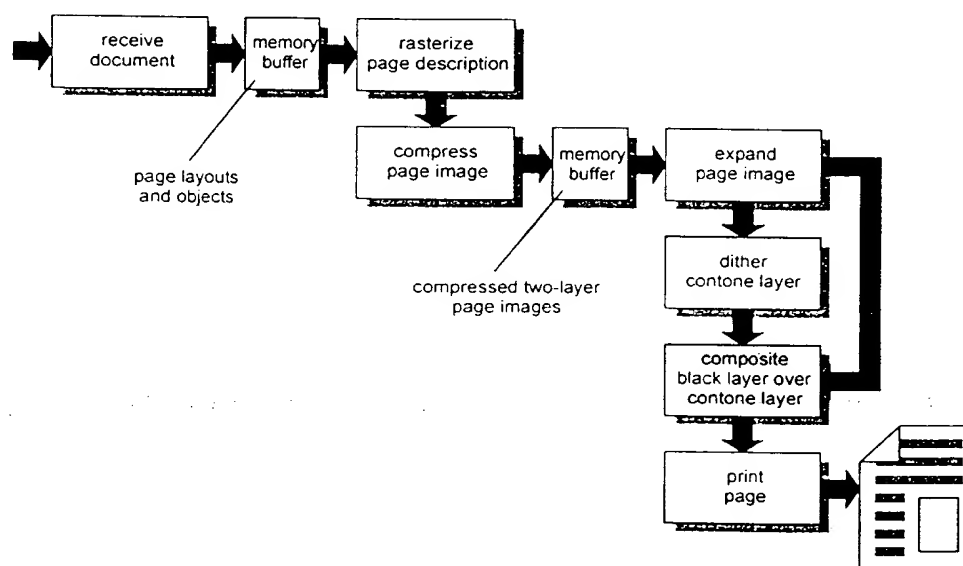 receive
document
memory
buffer
rasterize
page description
page layouts
and objects
compress
page image
memory
buffer
expand
page image
compressed two-layer
page images
dither
contone layer
composite
black layer over
contone layer
print
page